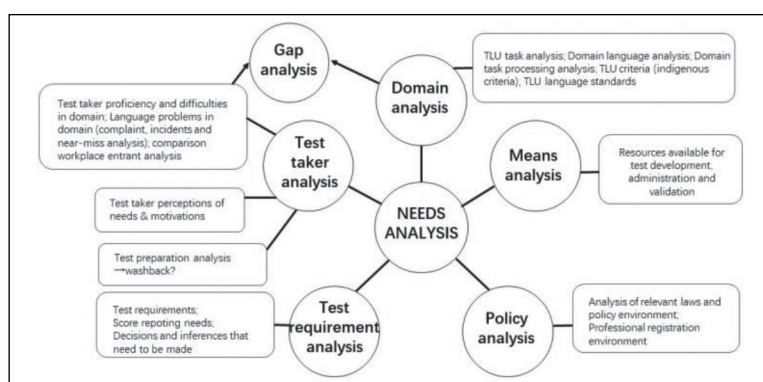 Gap
analysis
TLU task analysis; Domain language analysis; Domain
task processing analysis; TLU criteria (indigenous
criteria); TLU language standards
Domain
analysis
Test taker proficiency and difficulties
in domain; Language problems in
domain (complaint, incidents and
near-miss analysis); comparison
workplace entrant analysis
Test
taker
analysis
Means
analysis
Resources available for
test development,
administration and
validation
Test taker perceptions of
needs & motivations
NEEDS
ANALYSIS
Test preparation analysis
→washback?
Test requirements;
Score repoting needs;
Decisions and inferences that
need to be made
Test
requirement
analysis
Policy
analysis
Analysis of relevant laws and
policy environment;
Professional registration
environment